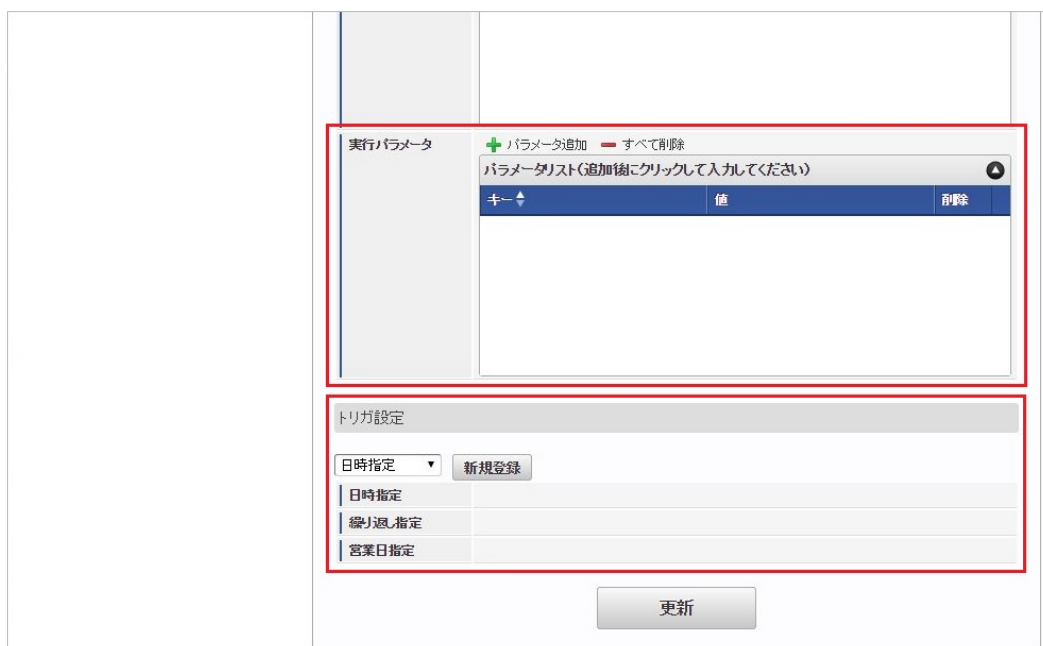 実行パラメータ
パラメータ追加 すべて削除
パラメータリスト(追加後にクリックして入力してください)
キー 値 削除
トリガ設定
日時指定 新規登録
日時指定
繰り返し指定
営業日指定
更新